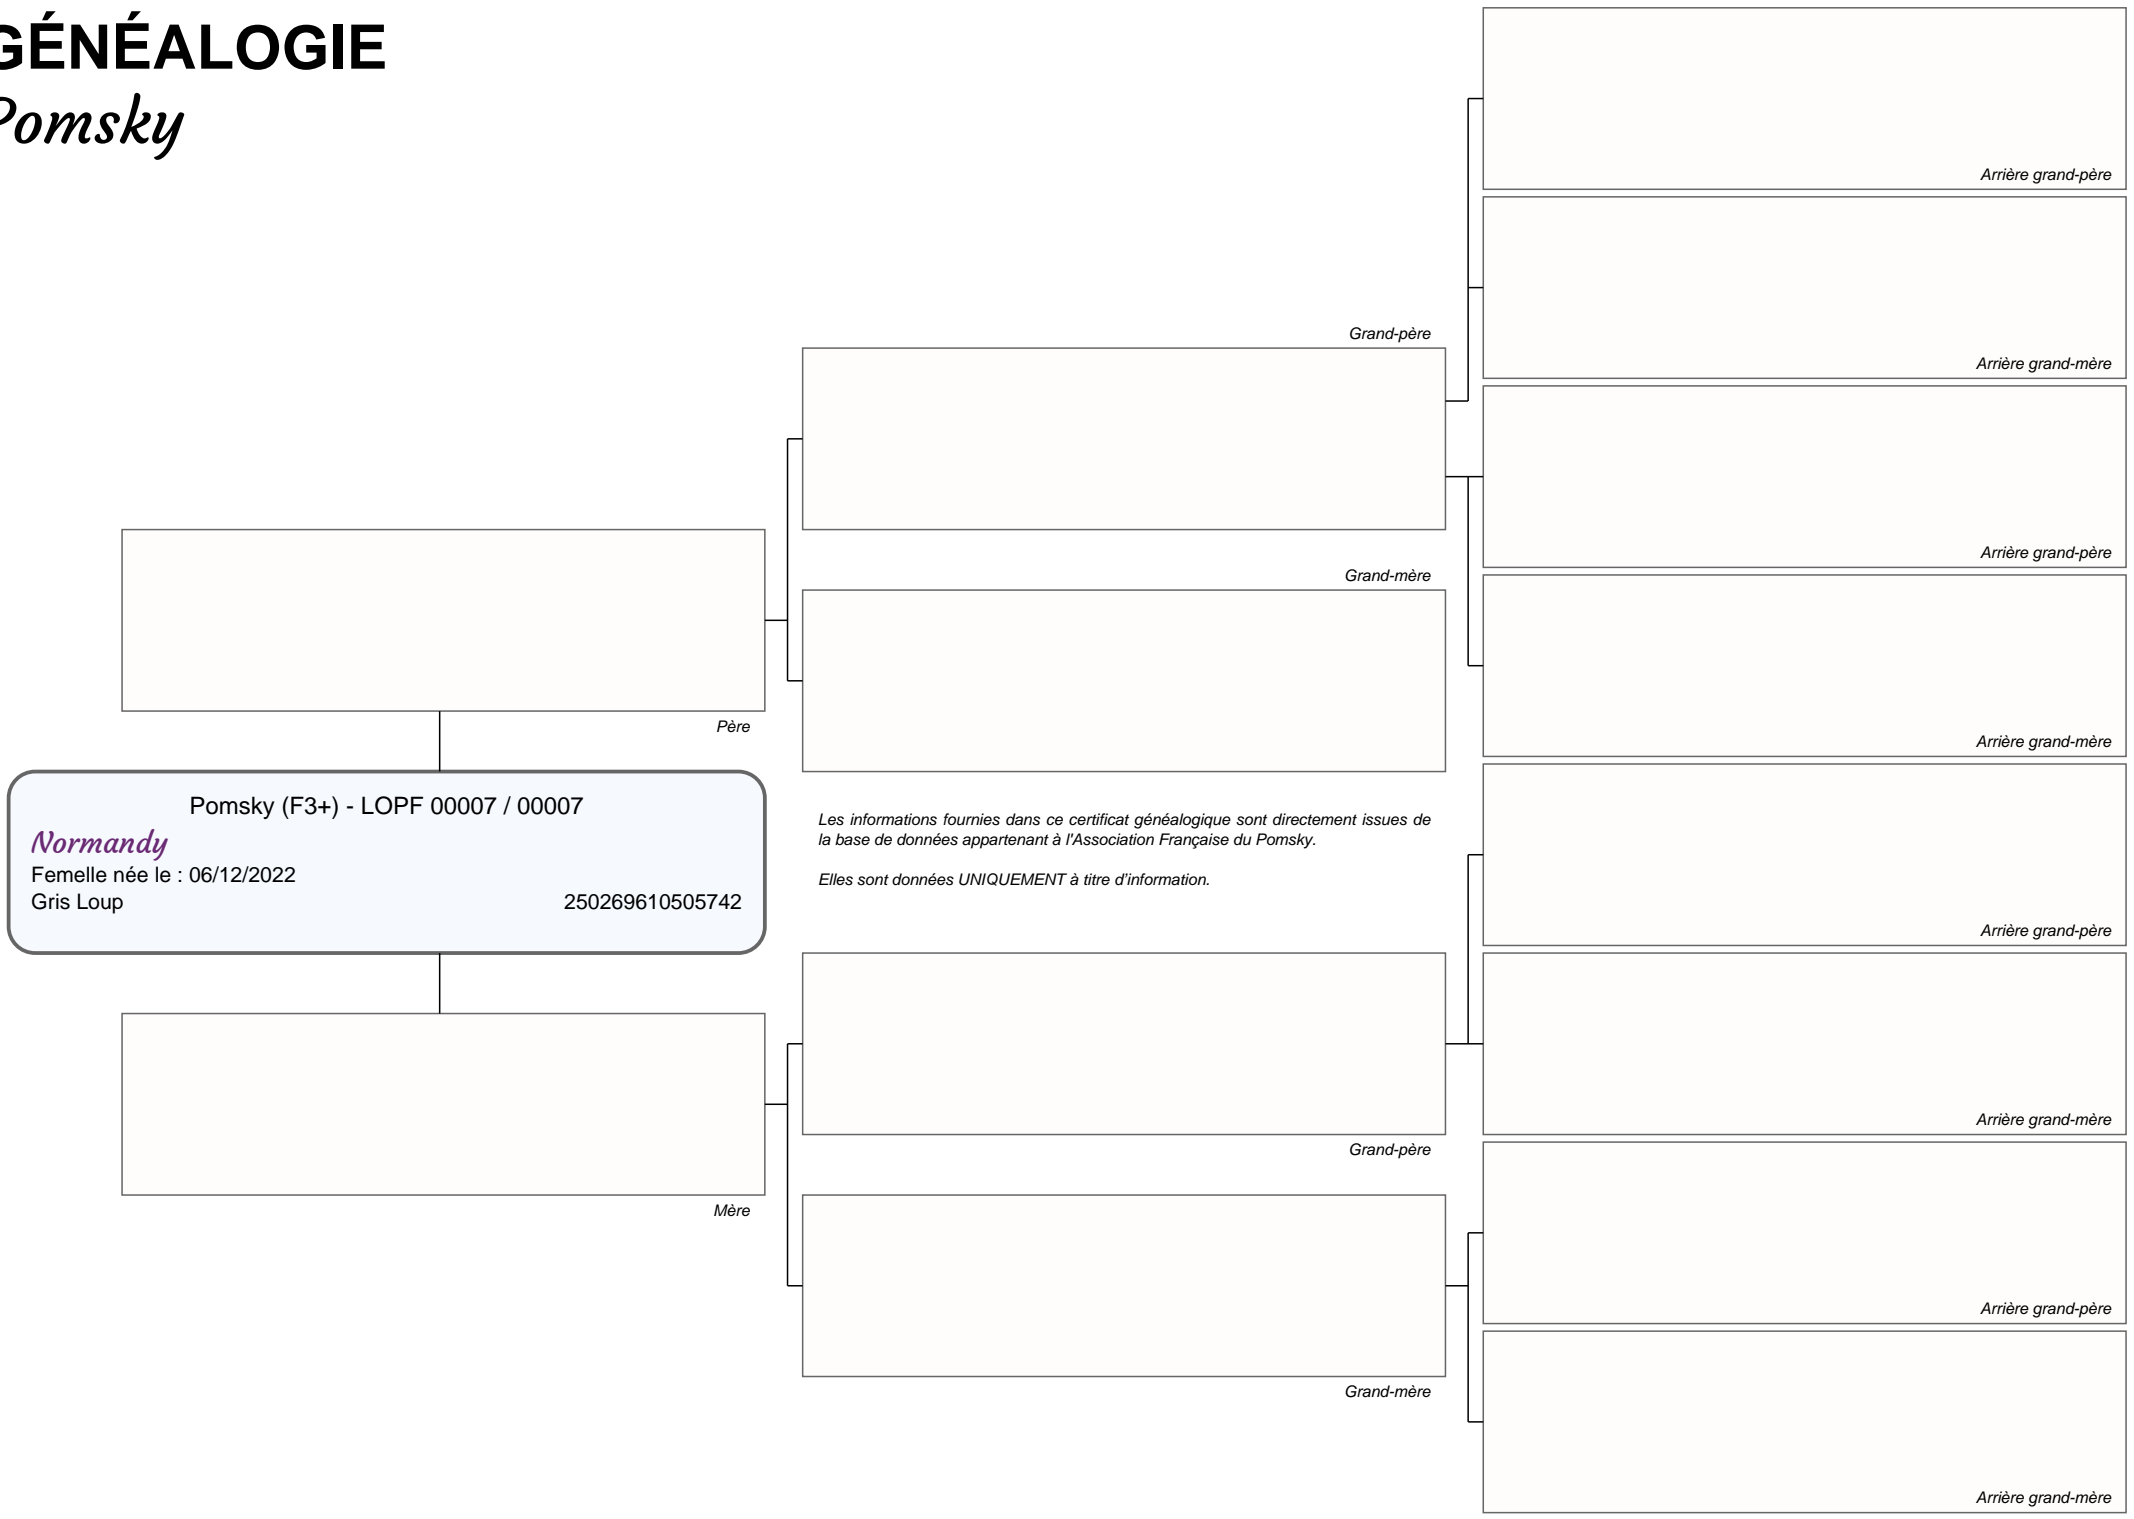 GÉNÉALOGIE
Pomsky
Arrière grand-père
Arrière grand-mère
Grand-père
Arrière grand-père
Grand-mère
Père
Arrière grand-mère
Pomsky (F3+) - LOPF 00007 / 00007
Normandy
Femelle née le : 06/12/2022
Gris Loup
250269610505742
Les informations fournies dans ce certificat généalogique sont directement issues de
la base de données appartenant à l'Association Française du Pomsky.
Elles sont données UNIQUEMENT à titre d’information.
Arrière grand-père
Arrière grand-mère
Grand-père
Mère
Arrière grand-père
Grand-mère
Arrière grand-mère